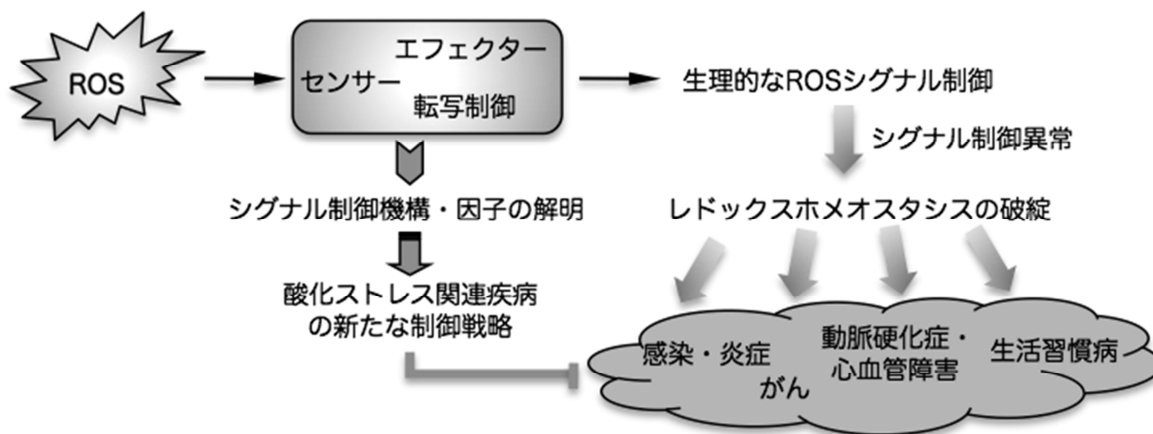 ROS
エフェクター
センサー
転写制御
生理的なROSシグナル制御
シグナル制御異常
シグナル制御機構・因子の解明
レドックスホメオスタシスの破綻
酸化ストレス関連疾病
の新たな制御戦略
感染・炎症
がん
動脈硬化症・
心血管障害
生活習慣病